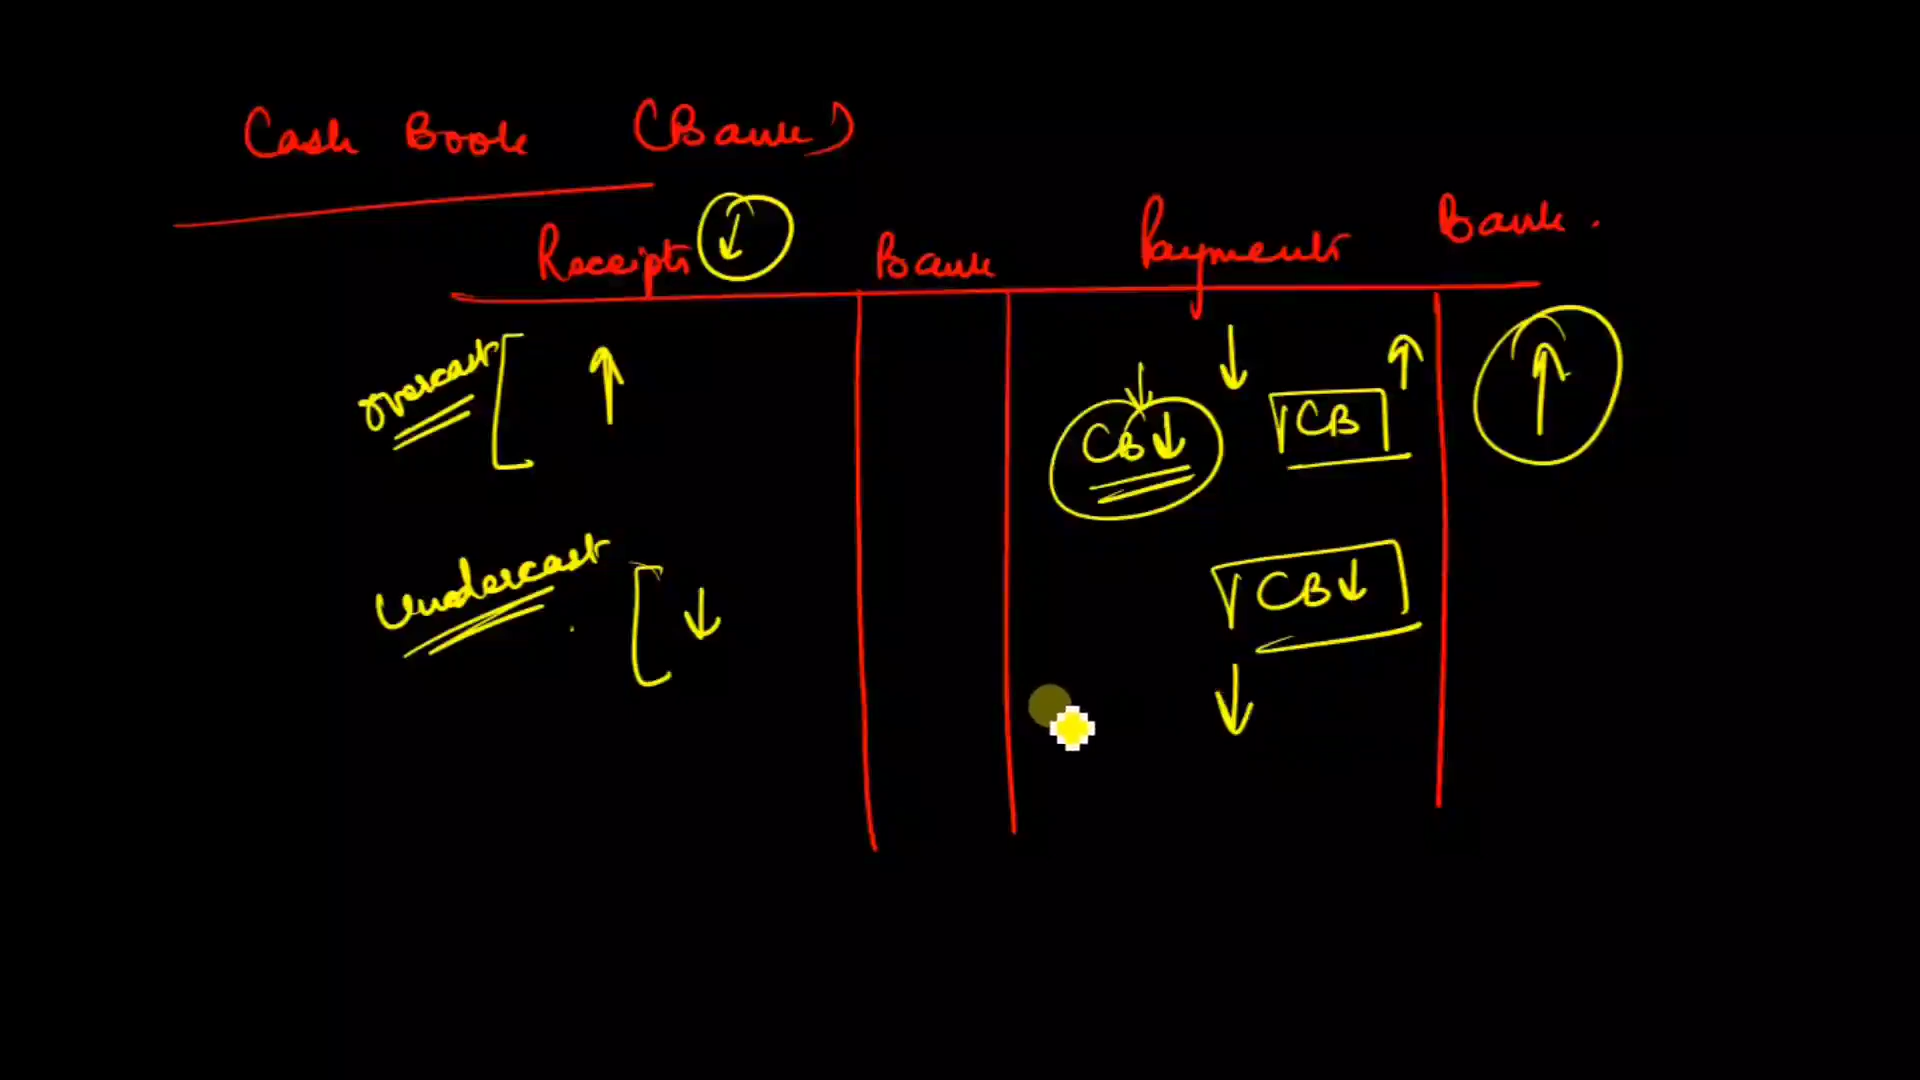 Cash Book (Bank)
Receipts ↓ Bank Payments Bank.
overcast ↑ ↓ ↑ ↑
CB↓ CB
Undercast ↓ CB↓
↓